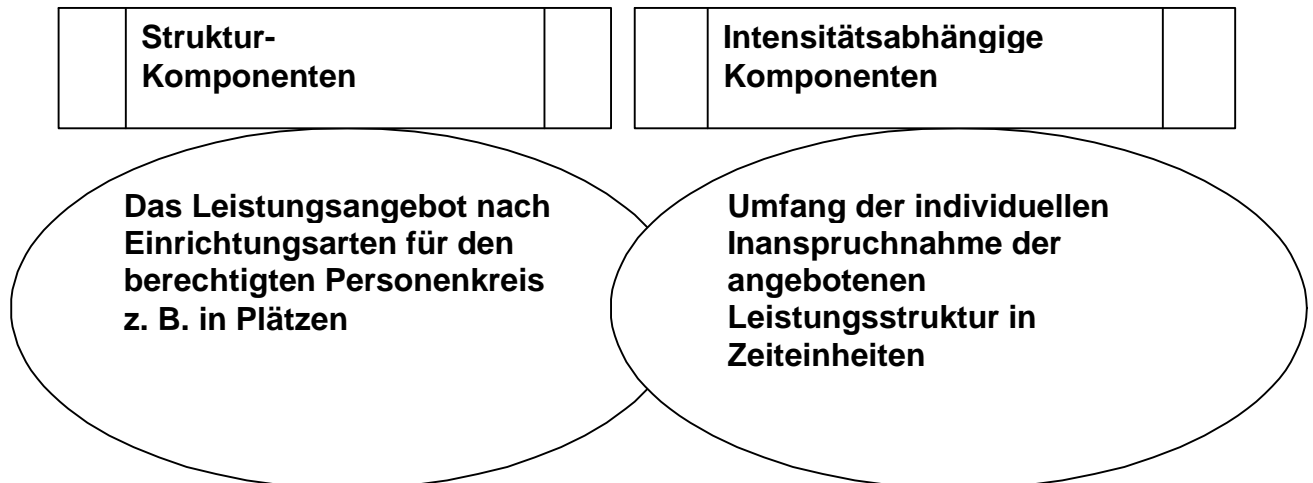 Struktur-
Komponenten
Intensitätsabhängige
Komponenten
Das Leistungsangebot nach
Einrichtungsarten für den
berechtigten Personenkreis
z. B. in Plätzen
Umfang der individuellen
Inanspruchnahme der
angebotenen
Leistungsstruktur in
Zeiteinheiten